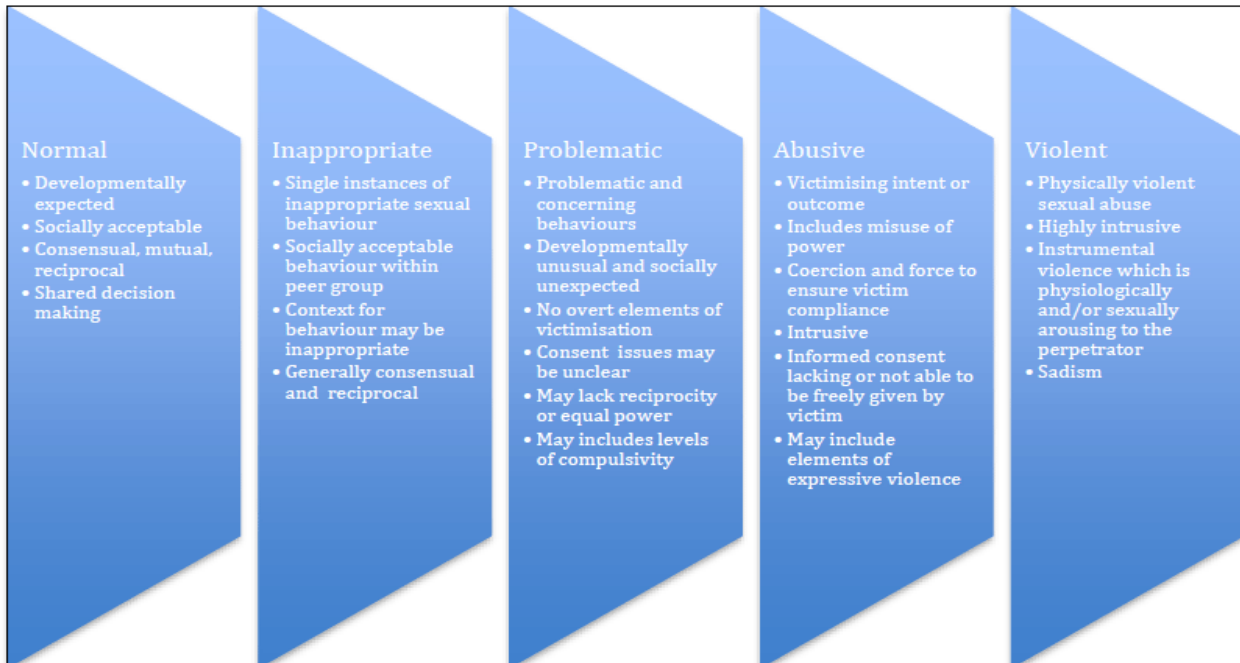 Normal
• Developmentally
expected
• Socially acceptable
• Consensual, mutual,
reciprocal
• Shared decision
making
Inappropriate
• Single instances of
inappropriate sexual
behaviour
• Socially acceptable
behaviour within
peer group
• Context for
behaviour may be
inappropriate
• Generally consensual
and reciprocal
Problematic
• Problematic and
concerning
behaviours
• Developmentally
unusual and socially
unexpected
• No overt elements of
victimisation
• Consent issues may
be unclear
• May lack reciprocity
or equal power
• May includes levels
of compulsivity
Abusive
• Victimising intent or
outcome
• Includes misuse of
power
• Coercion and force to
ensure victim
compliance
• Intrusive
• Informed consent
lacking or not able to
be freely given by
victim
• May include
elements of
expressive violence
Violent
• Physically violent
sexual abuse
• Highly intrusive
• Instrumental
violence which is
physiologically
and/or sexually
arousing to the
perpetrator
• Sadism